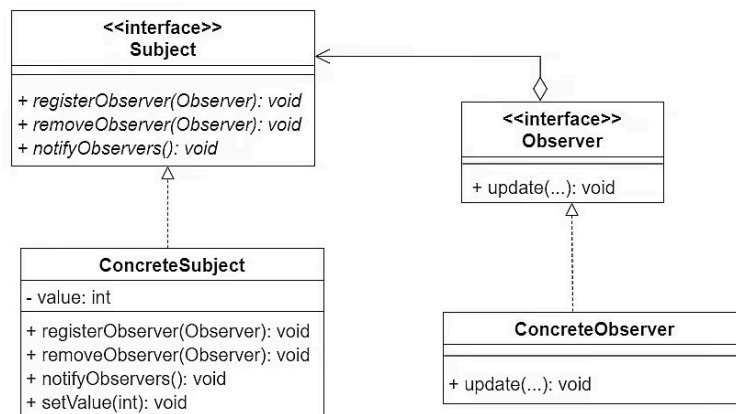 <<interface>>
Subject
+ registerObserver(Observer): void
+ removeObserver(Observer): void
+ notifyObservers(): void
<<interface>>
Observer
+ update(...): void
ConcreteSubject
- value: int
+ registerObserver(Observer): void
+ removeObserver(Observer): void
+ notifyObservers(): void
+ setValue(int): void
ConcreteObserver
+ update(...): void